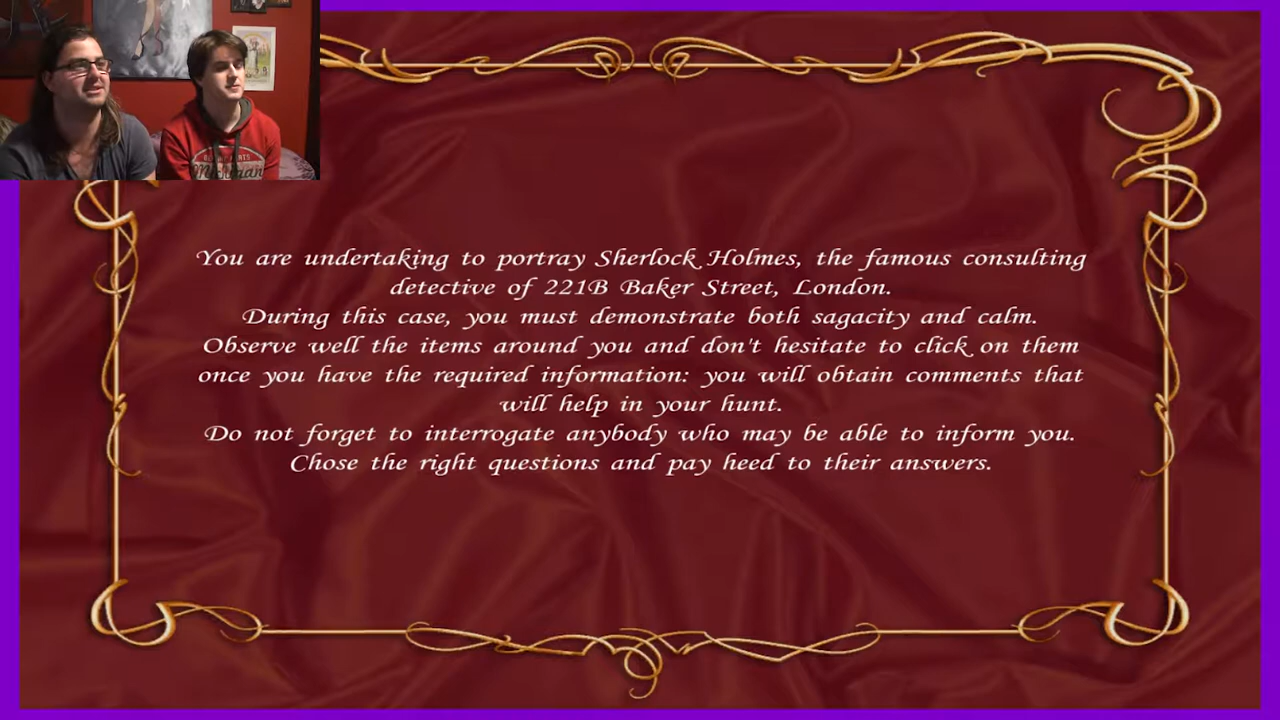 You are undertaking to portray Sherlock Holmes, the famous consulting
detective of 221B Baker Street, London.
During this case, you must demonstrate both sagacity and calm.
Observe well the items around you and don't hesitate to click on them
once you have the required information: you will obtain comments that
will help in your hunt.
Do not forget to interrogate anybody who may be able to inform you.
Chose the right questions and pay heed to their answers.
Michigan